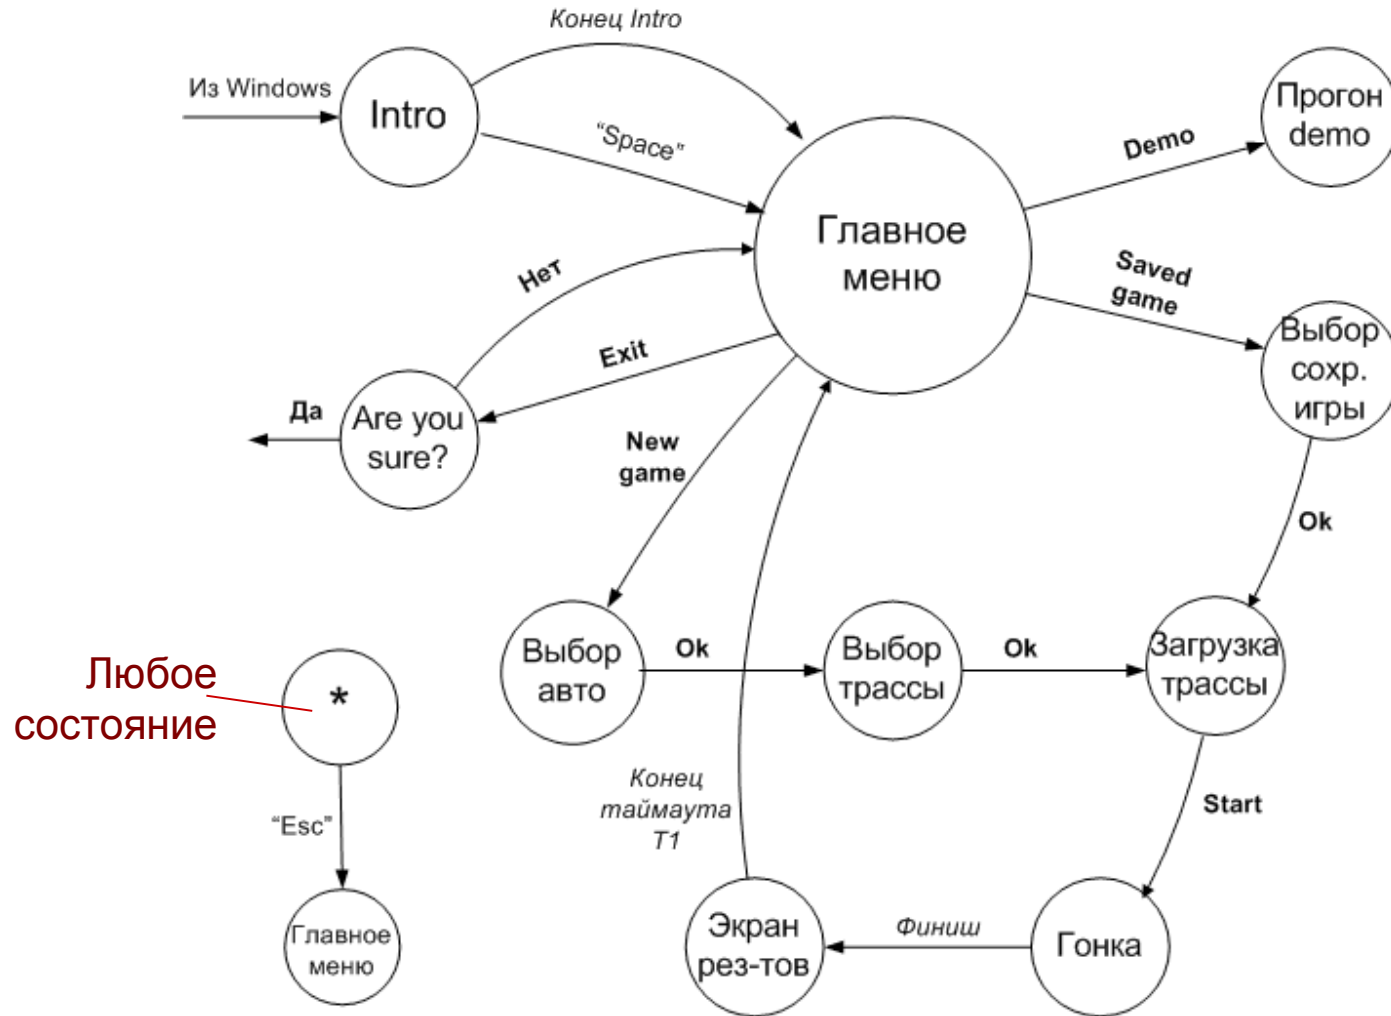 Конец Intro
Из Windows
Intro
“Space”
Demo
Прогон
demo
Главное
меню
Saved
game
Нет
Exit
Выбор
сохр.
игры
Да
Are you
sure?
New
game
Ok
Выбор
авто
Ok
Выбор
трассы
Ok
Загрузка
трассы
Любое
состояние
*
“Esc”
Главное
меню
Конец
таймаута
T1
Start
Экран
рез-тов
Финиш
Гонка